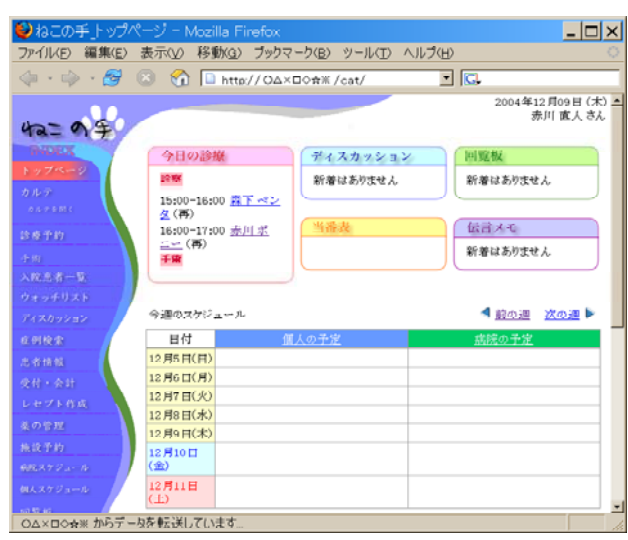 ねこの手_トップページ - Mozilla Firefox
ファイル(F) 編集(E) 表示(V) 移動(G) ブックマーク(B) ツール(T) ヘルプ(H)
http://○△×□◇☆※/cat/
G
2004年12月09日 (木)
赤川 直人 さん
ねこの手
トップページ
カルテ
診療予約
手術
入院患者一覧
ウォッチリスト
ディスカッション
症例検索
患者情報
受付・会計
レセプト作成
薬の管理
施設予約
病院スケジュール
個人スケジュール
回覧板
今日の診療
診察
15:00-16:00 森下 ペン
タ (再)
16:00-17:00 赤川 ポ
ニー (再)
手術
ディスカッション
新着はありません
回覧板
新着はありません
当番表
伝言メモ
新着はありません
今週のスケジュール
前の週 次の週
日付 個人の予定 病院の予定
12月5日(日)
12月6日(月)
12月7日(火)
12月8日(水)
12月9日(木)
12月10日
(金)
12月11日
(土)
○△×□◇☆※ からデータを転送しています...